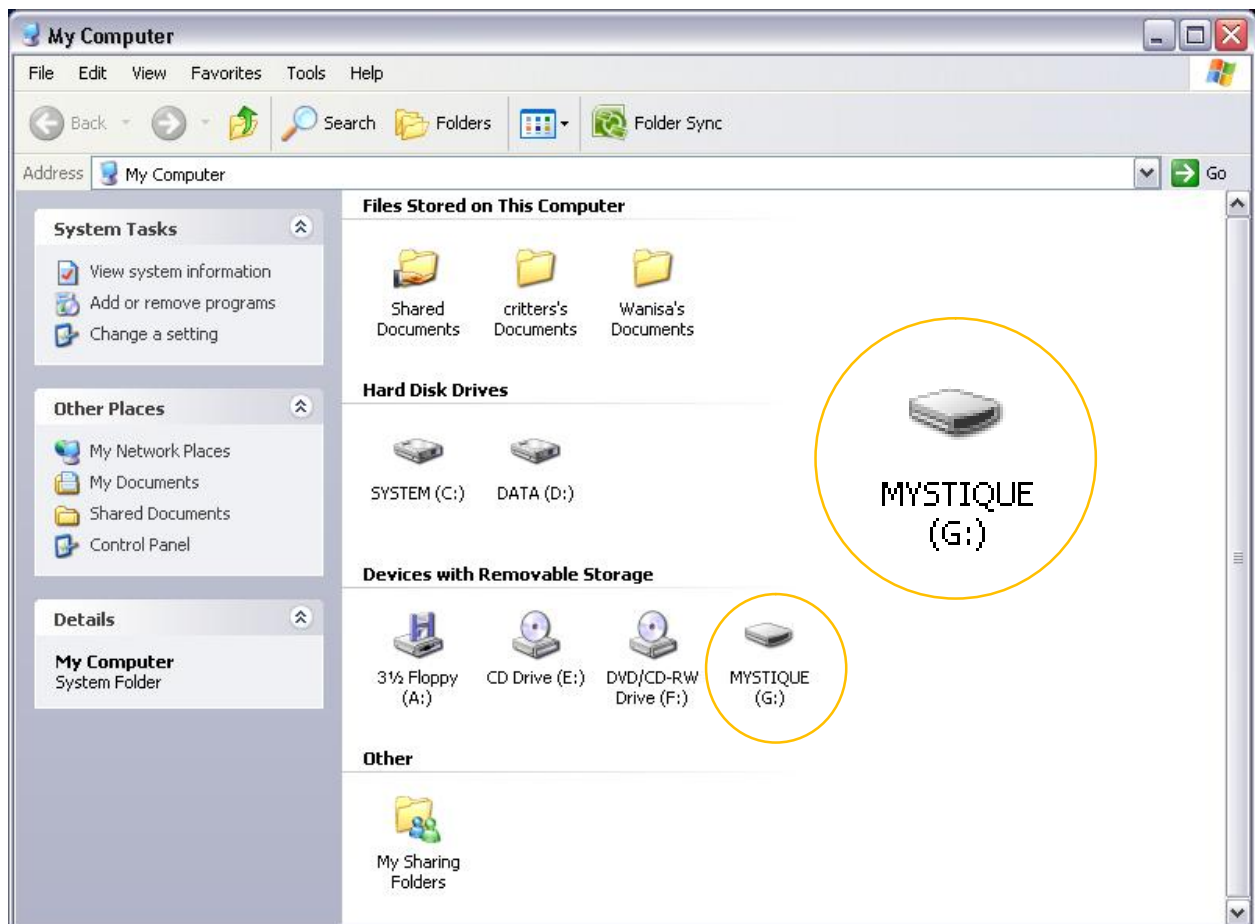 My Computer
File Edit View Favorites Tools Help
Back Search Folders Folder Sync
Address My Computer Go
System Tasks
View system information
Add or remove programs
Change a setting
Other Places
My Network Places
My Documents
Shared Documents
Control Panel
Details
My Computer
System Folder
Files Stored on This Computer
Shared
Documents
critters's
Documents
Wanisa's
Documents
Hard Disk Drives
SYSTEM (C:)
DATA (D:)
MYSTIQUE
(G:)
Devices with Removable Storage
3½ Floppy
(A:)
CD Drive (E:)
DVD/CD-RW
Drive (F:)
MYSTIQUE
(G:)
Other
My Sharing
Folders